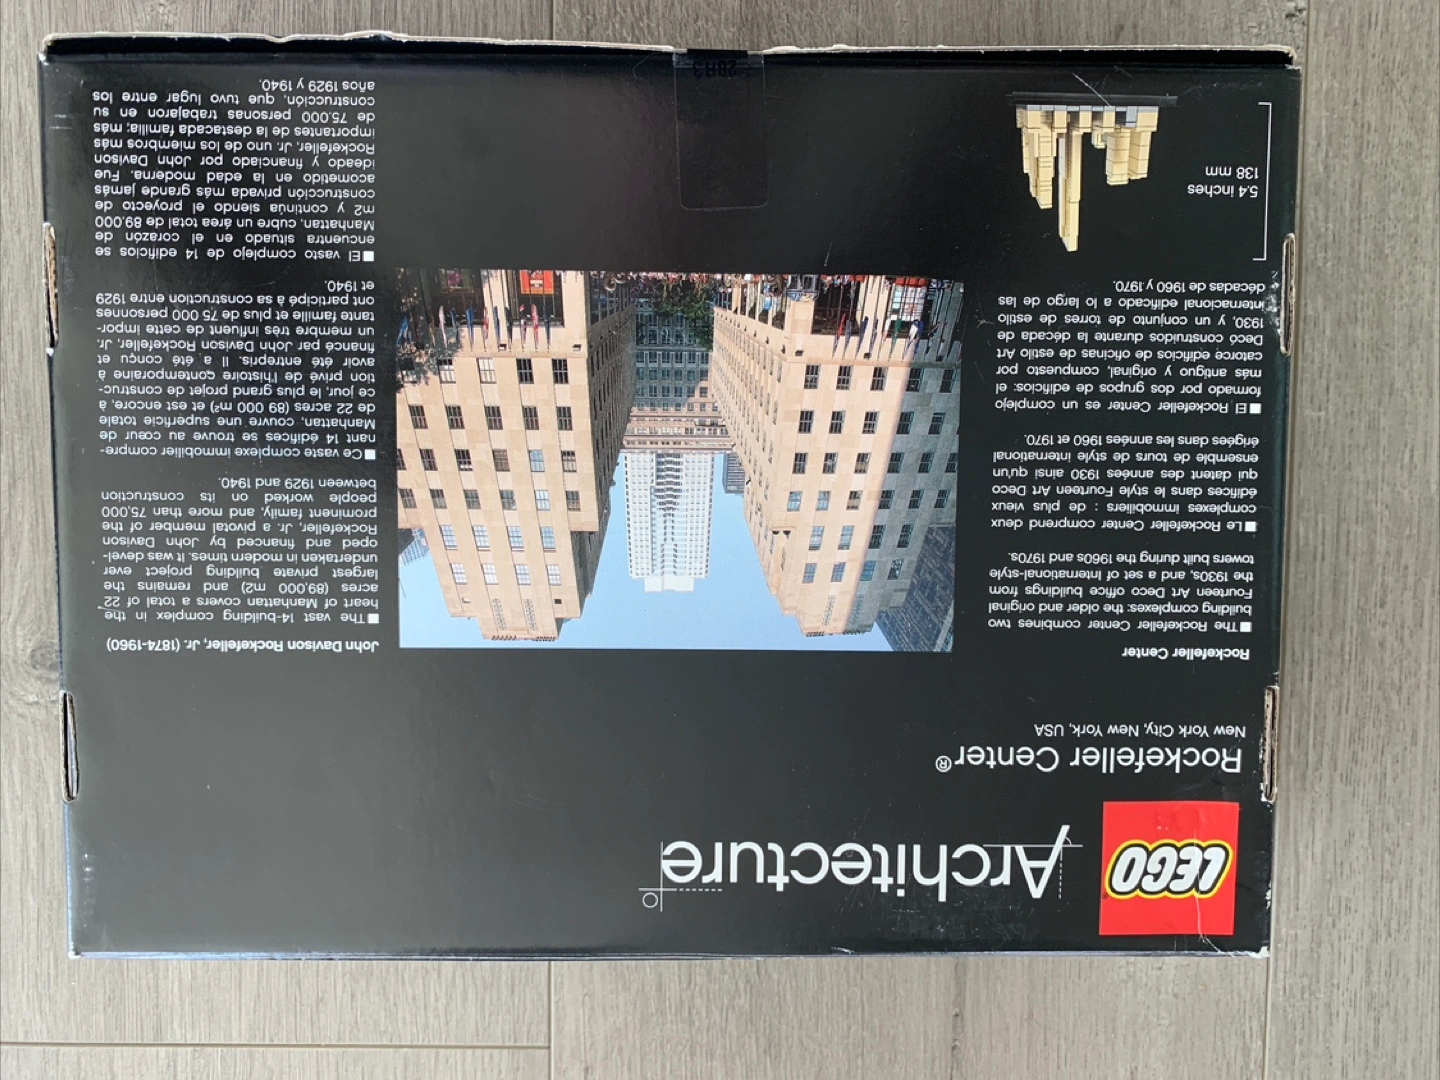 LEGO
Architecture
Rockefeller Center®
New York City, New York, USA
Rockefeller Center
■ The Rockefeller Center combines two
building complexes: the older and original
Fourteen Art Deco office buildings from
the 1930s, and a set of International-style
towers built during the 1960s and 1970s.
■ Le Rockefeller Center comprend deux
complexes immobiliers : de plus vieux
édifices dans le style Fourteen Art Deco
qui datent des années 1930 ainsi qu'un
ensemble de tours de style international
érigées dans les années 1960 et 1970.
■ El Rockefeller Center es un complejo
formado por dos grupos de edificios: el
más antiguo y original, compuesto por
catorce edificios de oficinas de estilo Art
Decó construidos durante la década de
1930, y un conjunto de torres de estilo
internacional edificado a lo largo de las
décadas de 1960 y 1970.
5.4 inches
138 mm
John Davison Rockefeller, Jr. (1874-1960)
■ The vast 14-building complex in the
heart of Manhattan covers a total of 22
acres (89,000 m2) and remains the
largest private building project ever
undertaken in modern times. It was devel-
oped and financed by John Davison
Rockefeller, Jr. a pivotal member of the
prominent family, and more than 75,000
people worked on its construction
between 1929 and 1940.
■ Ce vaste complexe immobilier compre-
nant 14 édifices se trouve au cœur de
Manhattan, couvre une superficie totale
de 22 acres (89 000 m²) et est encore, à
ce jour, le plus grand projet de construc-
tion privé de l'histoire contemporaine à
avoir été entrepris. Il a été conçu et
financé par John Davison Rockefeller, Jr.
un membre très influent de cette impor-
tante famille et plus de 75 000 personnes
ont participé à sa construction entre 1929
et 1940.
■ El vasto complejo de 14 edificios se
encuentra situado en el corazón de
Manhattan, cubre un área total de 89.000
m2 y continúa siendo el proyecto de
construcción privada más grande jamás
acometido en la edad moderna. Fue
ideado y financiado por John Davison
Rockefeller, Jr. uno de los miembros más
importantes de la destacada familia; más
de 75.000 personas trabajaron en su
construcción, que tuvo lugar entre los
años 1929 y 1940.